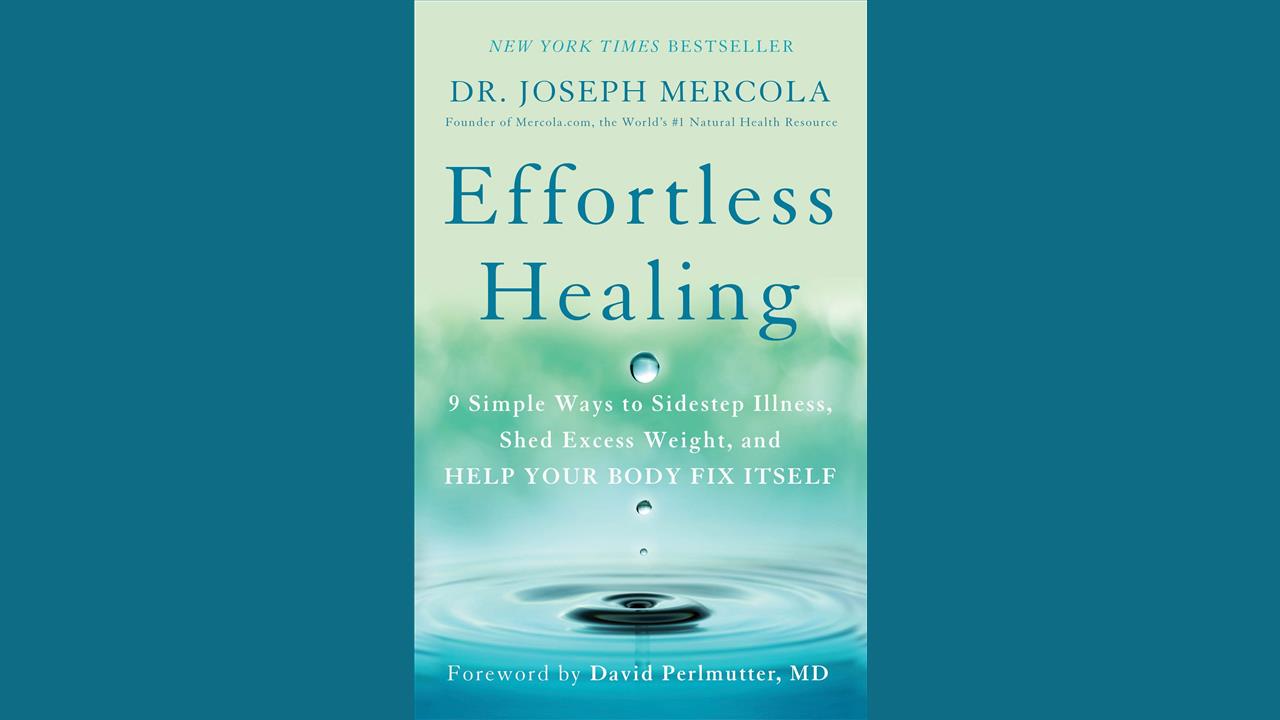 NEW YORK TIMES BESTSELLER
DR. JOSEPH MERCOLA
Founder of Mercola.com, the World's #1 Natural Health Resource
Effortless
Healing
9 Simple Ways to Sidestep Illness,
Shed Excess Weight, and
HELP YOUR BODY FIX ITSELF
Foreword by David Perlmutter, MD